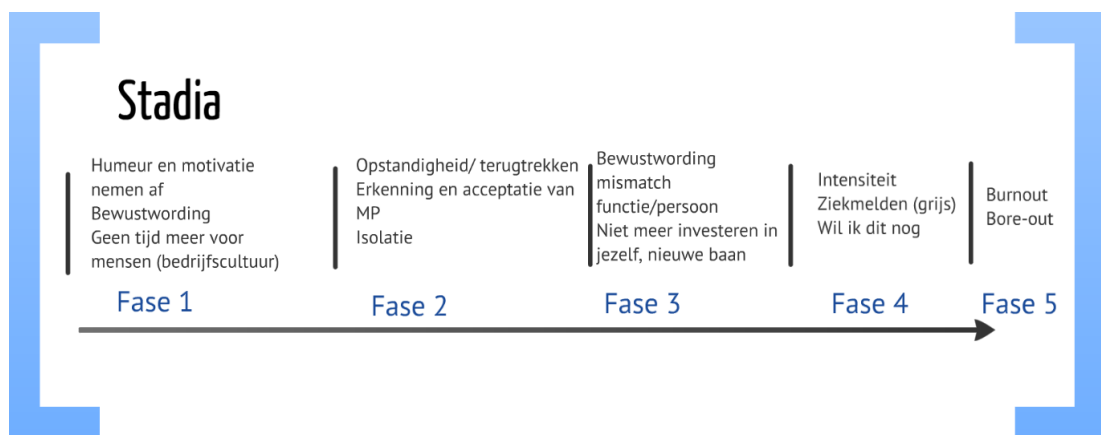 Stadia
Humeur en motivatie
nemen af
Bewustwording
Geen tijd meer voor
mensen (bedrijfscultuur)
Fase 1
Opstandigheid/ terugtrekken
Erkenning en acceptatie van
MP
Isolatie
Fase 2
Bewustwording
mismatch
functie/persoon
Niet meer investeren in
jezelf, nieuwe baan
Fase 3
Intensiteit
Ziekmelden (grijs)
Wil ik dit nog
Fase 4
Burnout
Bore-out
Fase 5